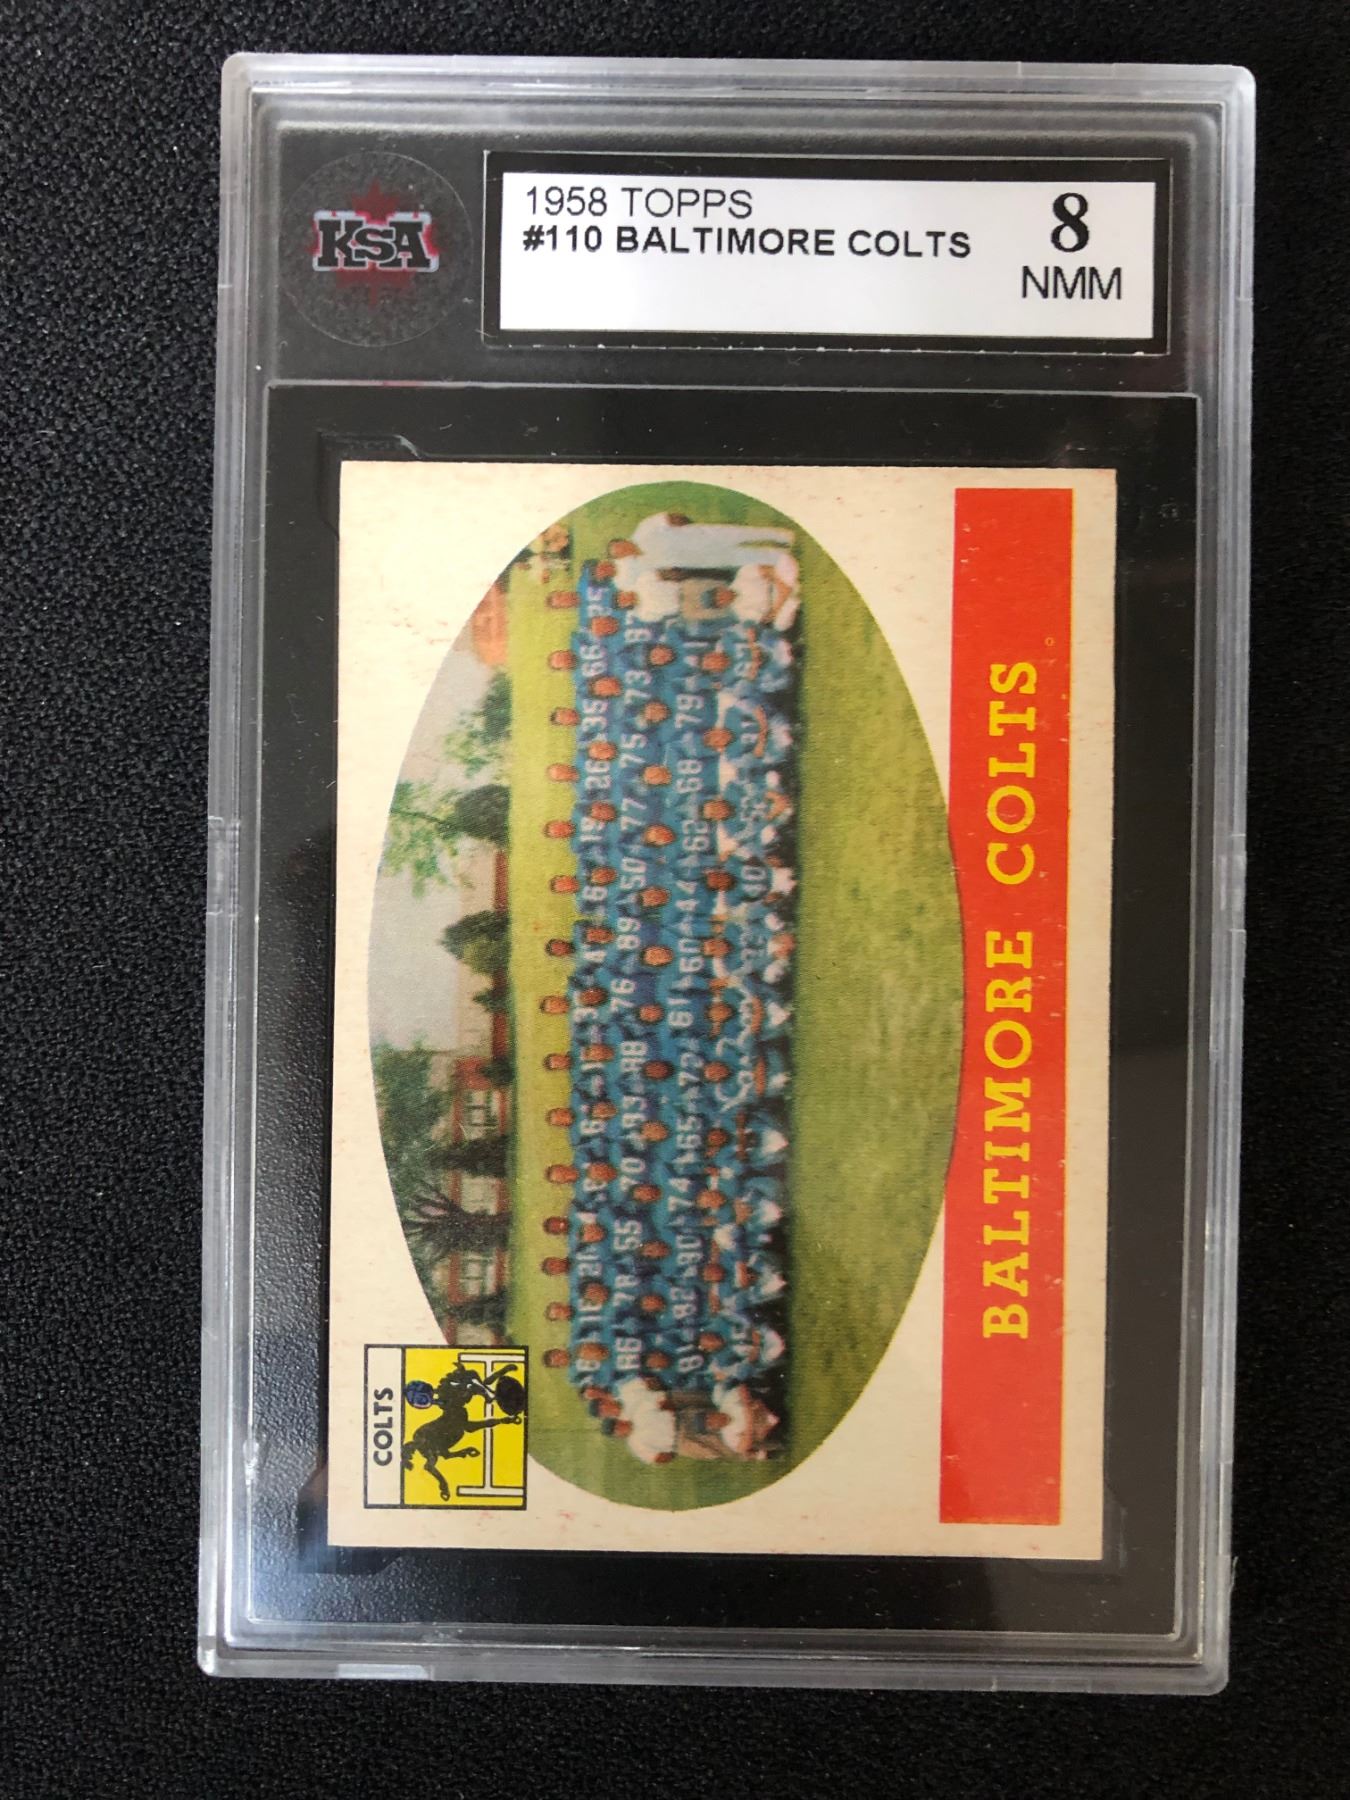 KSA
1958 TOPPS
#110 BALTIMORE COLTS
8
NMM
COLTS
BALTIMORE COLTS